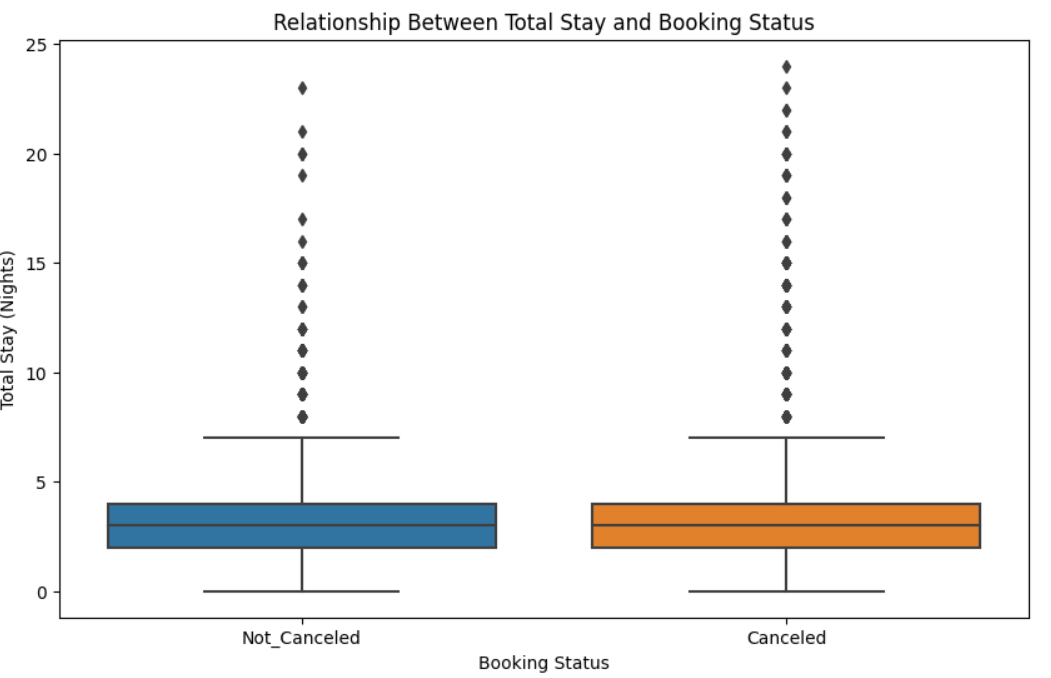 Relationship Between Total Stay and Booking Status
25
20
15
10
5
0
Total Stay (Nights)
Not_Canceled
Canceled
Booking Status